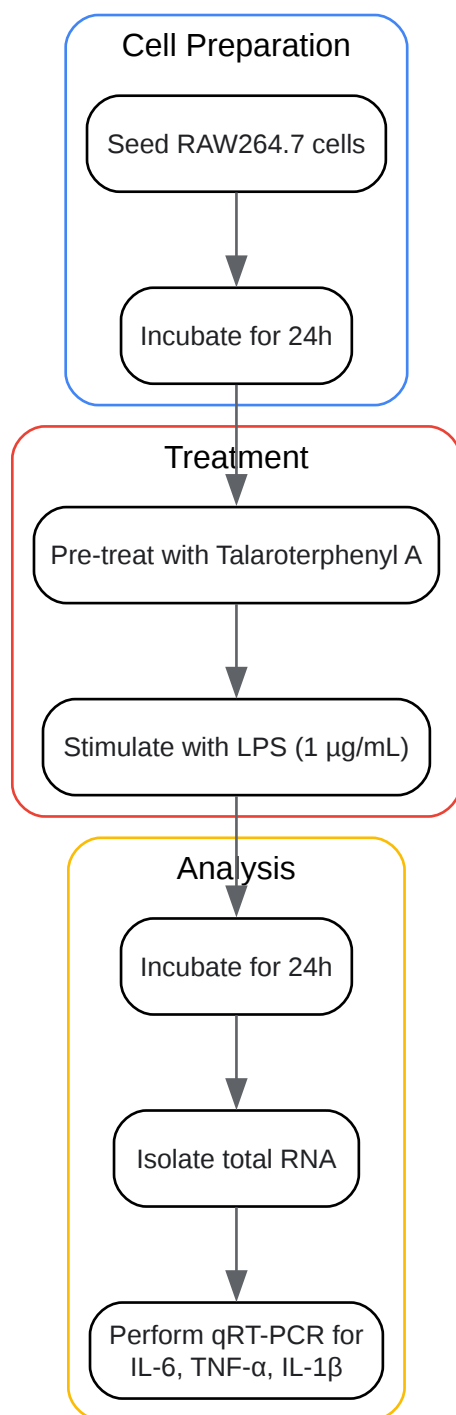 Cell Preparation
Seed RAW264.7 cells
Incubate for 24h
Treatment
Pre-treat with Talaroterphenyl A
Stimulate with LPS (1 µg/mL)
Analysis
Incubate for 24h
Isolate total RNA
Perform qRT-PCR for
IL-6, TNF-α, IL-1β